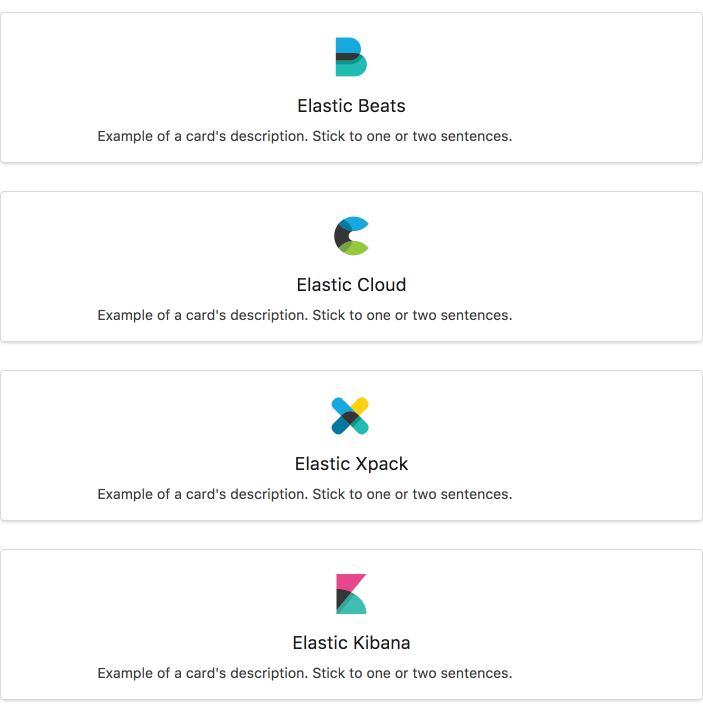 Elastic Beats
Example of a card's description. Stick to one or two sentences.
Elastic Cloud
Example of a card's description. Stick to one or two sentences.
Elastic Xpack
Example of a card's description. Stick to one or two sentences.
Elastic Kibana
Example of a card's description. Stick to one or two sentences.